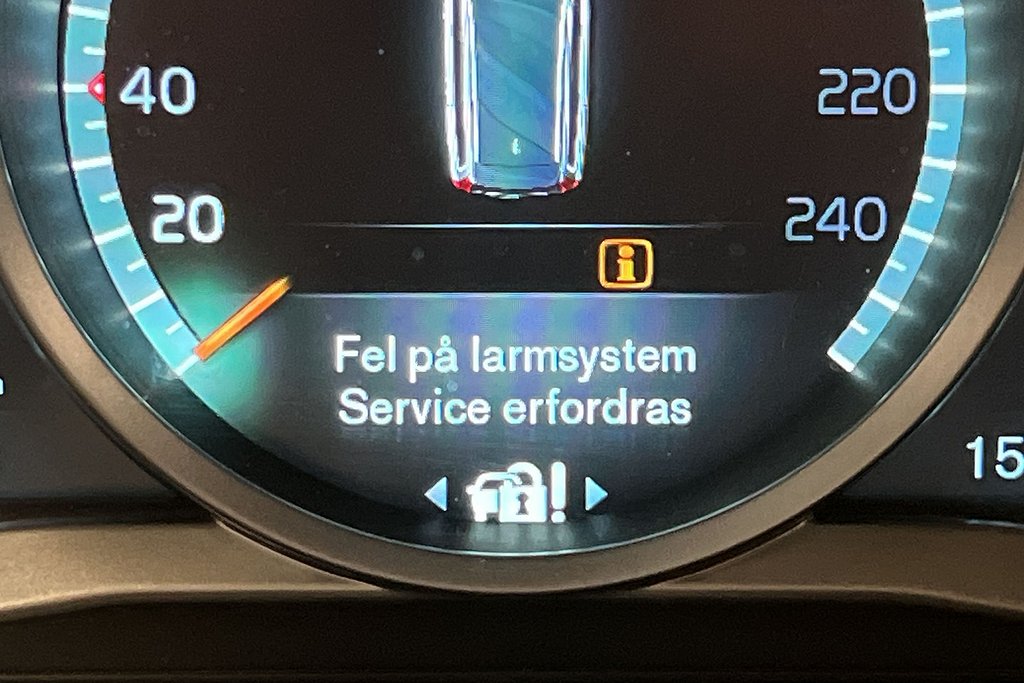 40
220
20
240
i
Fel på larmsystem
Service erfordras
!
15